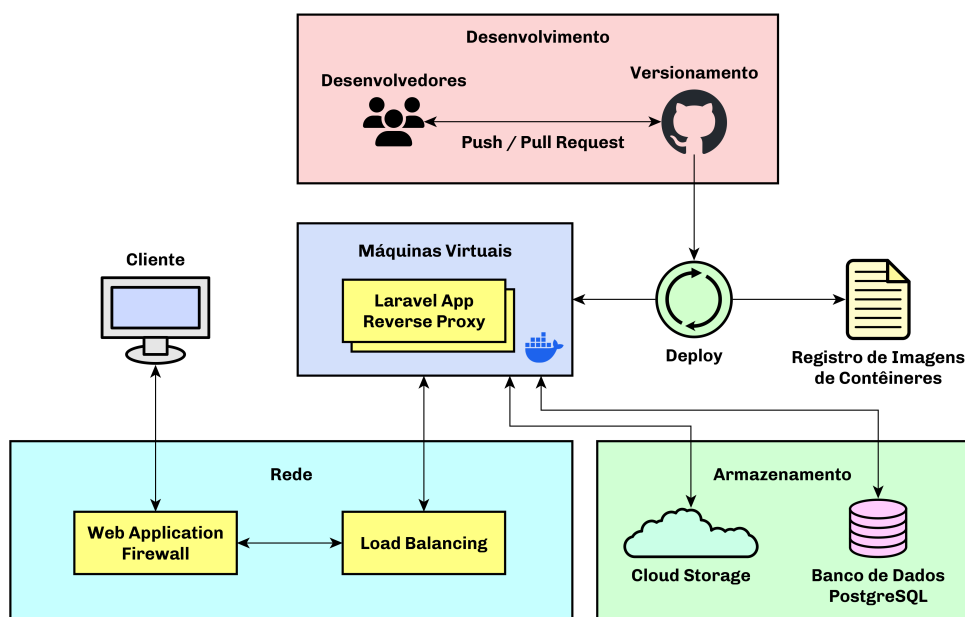 Desenvolvimento
Desenvolvedores
Versionamento
Push / Pull Request
Cliente
Máquinas Virtuais
Laravel App
Reverse Proxy
Deploy
Registro de Imagens
de Contêineres
Rede
Web Application
Firewall
Load Balancing
Armazenamento
Cloud Storage
Banco de Dados
PostgreSQL